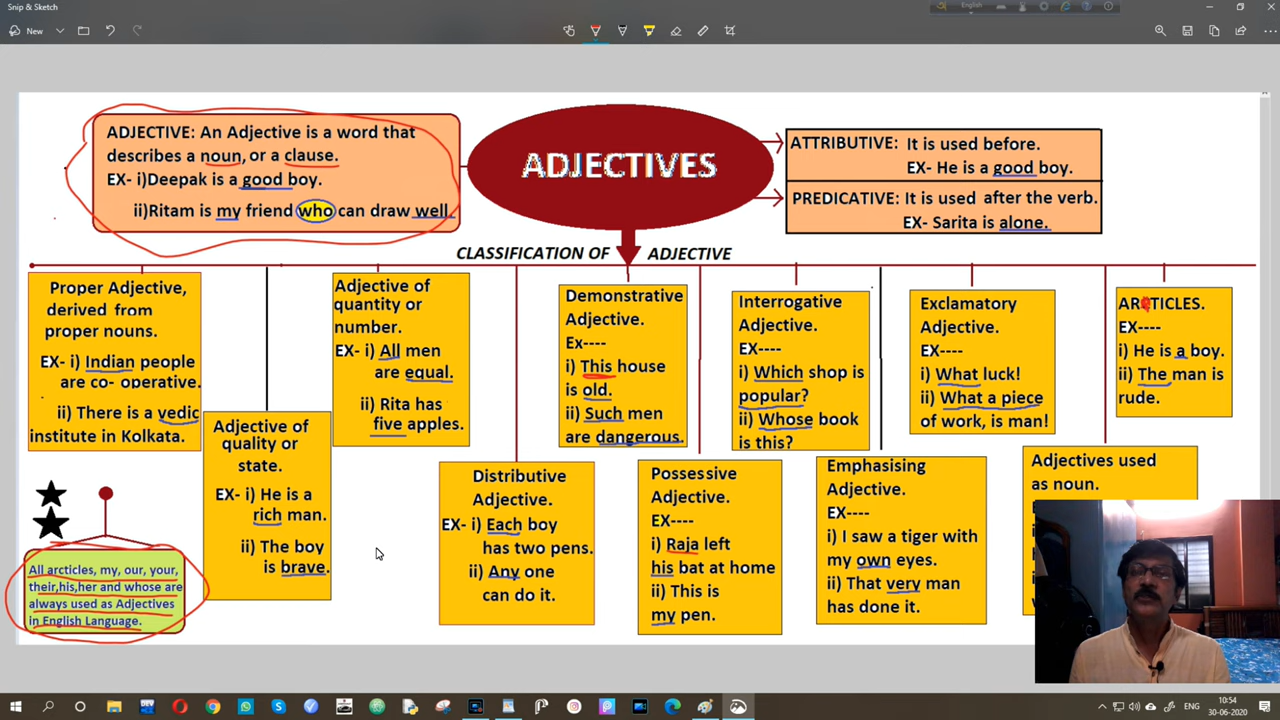 Snip & Sketch
English
New
ADJECTIVE: An Adjective is a word that
describes a noun, or a clause.
EX- i)Deepak is a good boy.
ii)Ritam is my friend who can draw well.
ADJECTIVES
ATTRIBUTIVE: It is used before.
EX- He is a good boy.
PREDICATIVE: It is used after the verb.
EX- Sarita is alone.
CLASSIFICATION OF ADJECTIVE
Proper Adjective,
derived from
proper nouns.
EX- i) Indian people
are co- operative.
ii) There is a vedic
institute in Kolkata.
Adjective of
quality or
state.
EX- i) He is a
rich man.
ii) The boy
is brave.
Adjective of
quantity or
number.
EX- i) All men
are equal.
ii) Rita has
five apples.
Distributive
Adjective.
EX- i) Each boy
has two pens.
ii) Any one
can do it.
Demonstrative
Adjective.
Ex----
i) This house
is old.
ii) Such men
are dangerous.
Possessive
Adjective.
EX----
i) Raja left
his bat at home
ii) This is
my pen.
Interrogative
Adjective.
EX----
i) Which shop is
popular?
ii) Whose book
is this?
Emphasising
Adjective.
EX----
i) I saw a tiger with
my own eyes.
ii) That very man
has done it.
Exclamatory
Adjective.
EX----
i) What luck!
ii) What a piece
of work, is man!
Adjectives used
as noun.
ARCTICLES.
EX----
i) He is a boy.
ii) The man is
rude.
All arcticles, my, our, your,
their,his,her and whose are
always used as Adjectives
in English Language.
ENG
10:54
30-06-2020